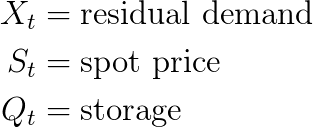 X_t = residual demand
S_t = spot price
Q_t = storage